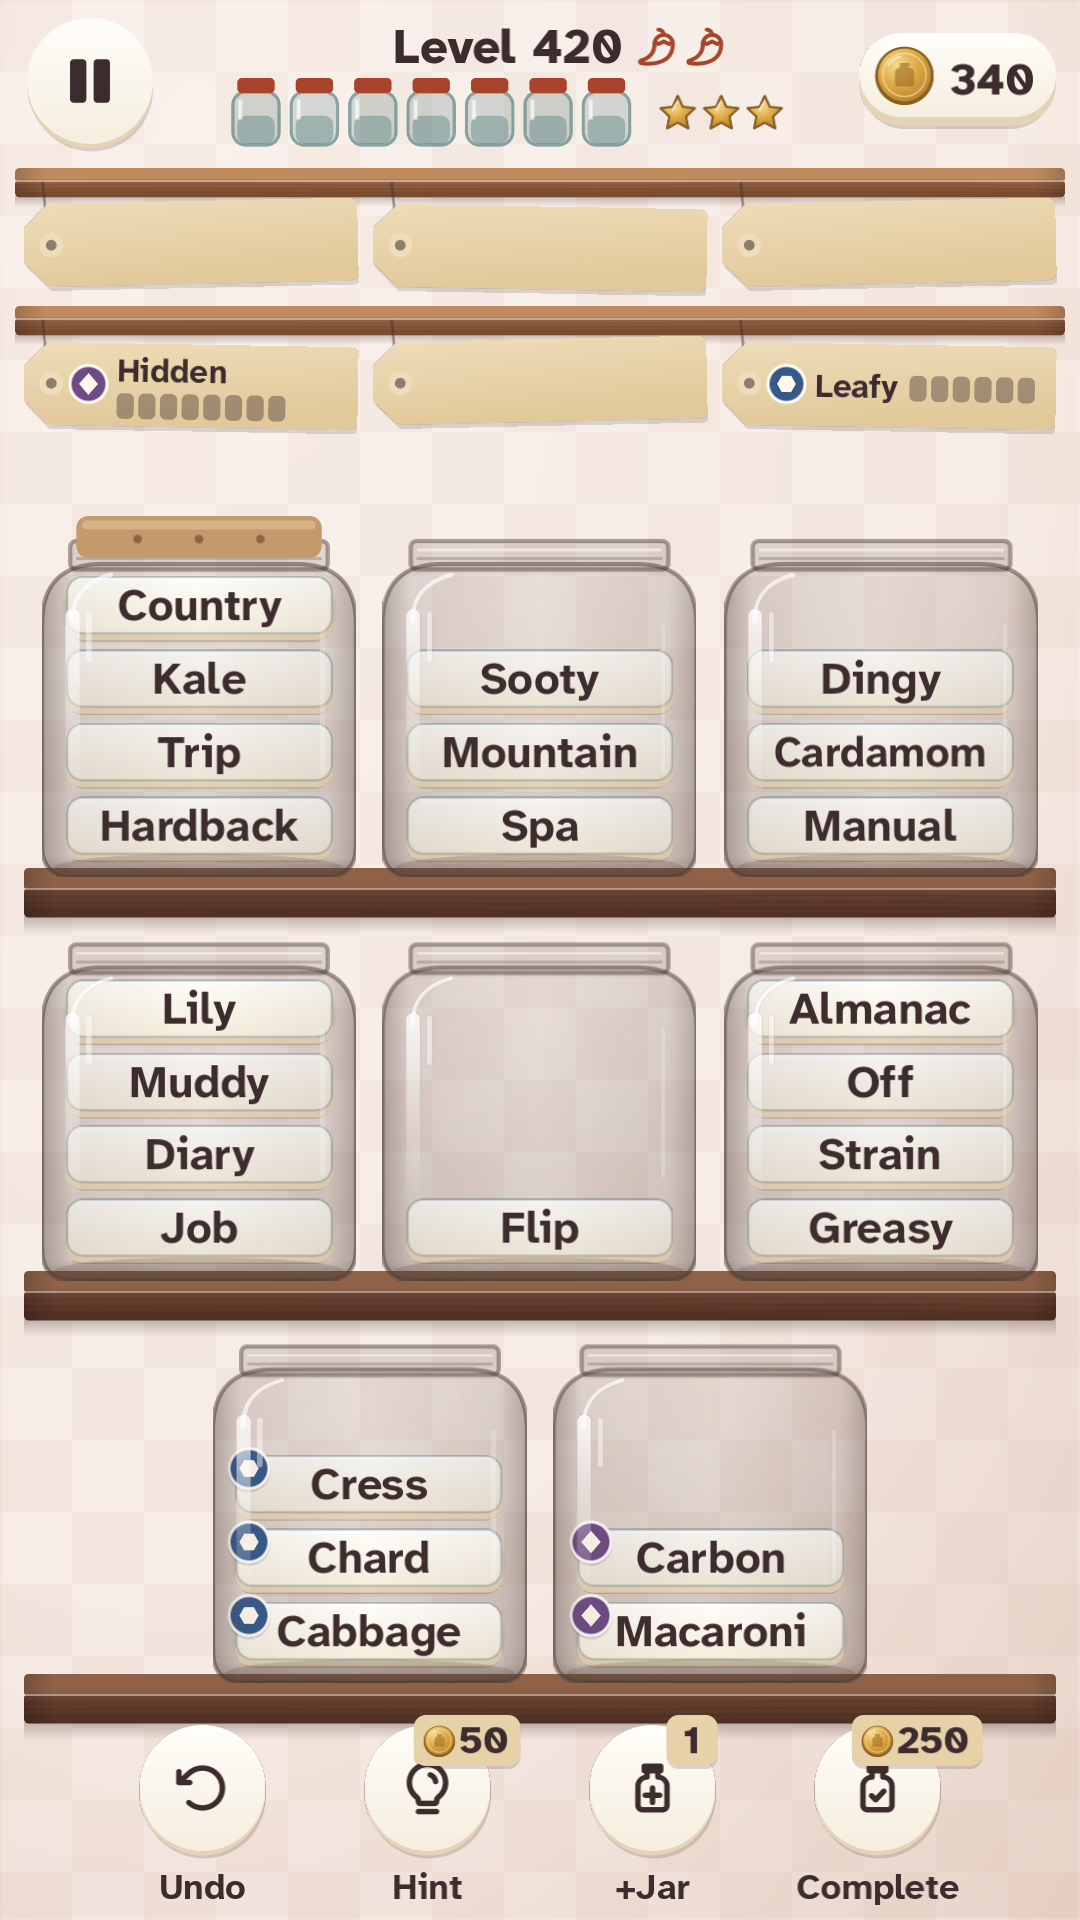 Level 420
340
Hidden
Leafy
Country
Kale
Trip
Hardback
Sooty
Mountain
Spa
Dingy
Cardamom
Manual
Lily
Muddy
Diary
Job
Flip
Almanac
Off
Strain
Greasy
Cress
Chard
Cabbage
Carbon
Macaroni
50
1
250
Undo
Hint
+Jar
Complete